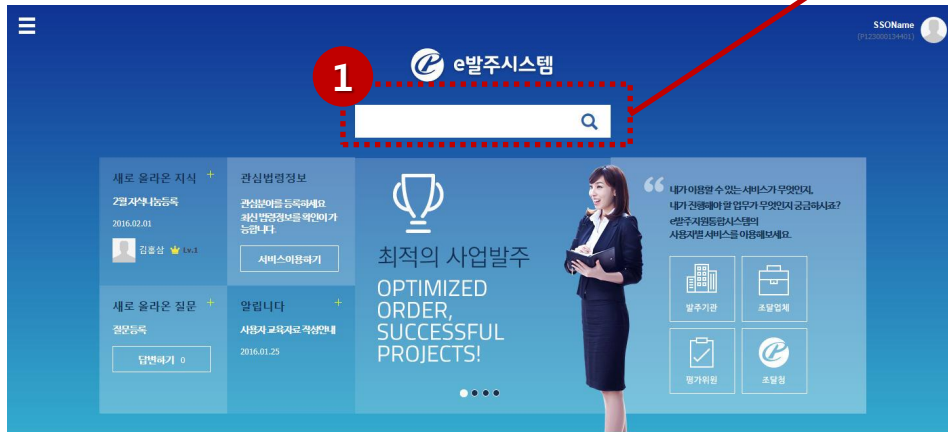 SSOName
[P123000134401]
e발주시스템
1
새로 올라온 지식 +
2월 지식나눔등록
2016.02.01
김홍삼 Lv.1
관심법령정보
관심분야를 등록하세요
최신 법령정보를 확인이 가
능합니다.
서비스이용하기
새로 올라온 질문 +
질문등록
답변하기 0
알립니다 +
사용자 교육자료 작성안내
2016.01.25
최적의 사업발주
OPTIMIZED
ORDER,
SUCCESSFUL
PROJECTS!
내가 이용할 수 있는 서비스가 무엇인지,
내가 진행해야 할 업무가 무엇인지 궁금하시죠?
e발주지원통합시스템의
사용자별 서비스를 이용해보세요.
발주기관
조달업체
평가위원
조달청